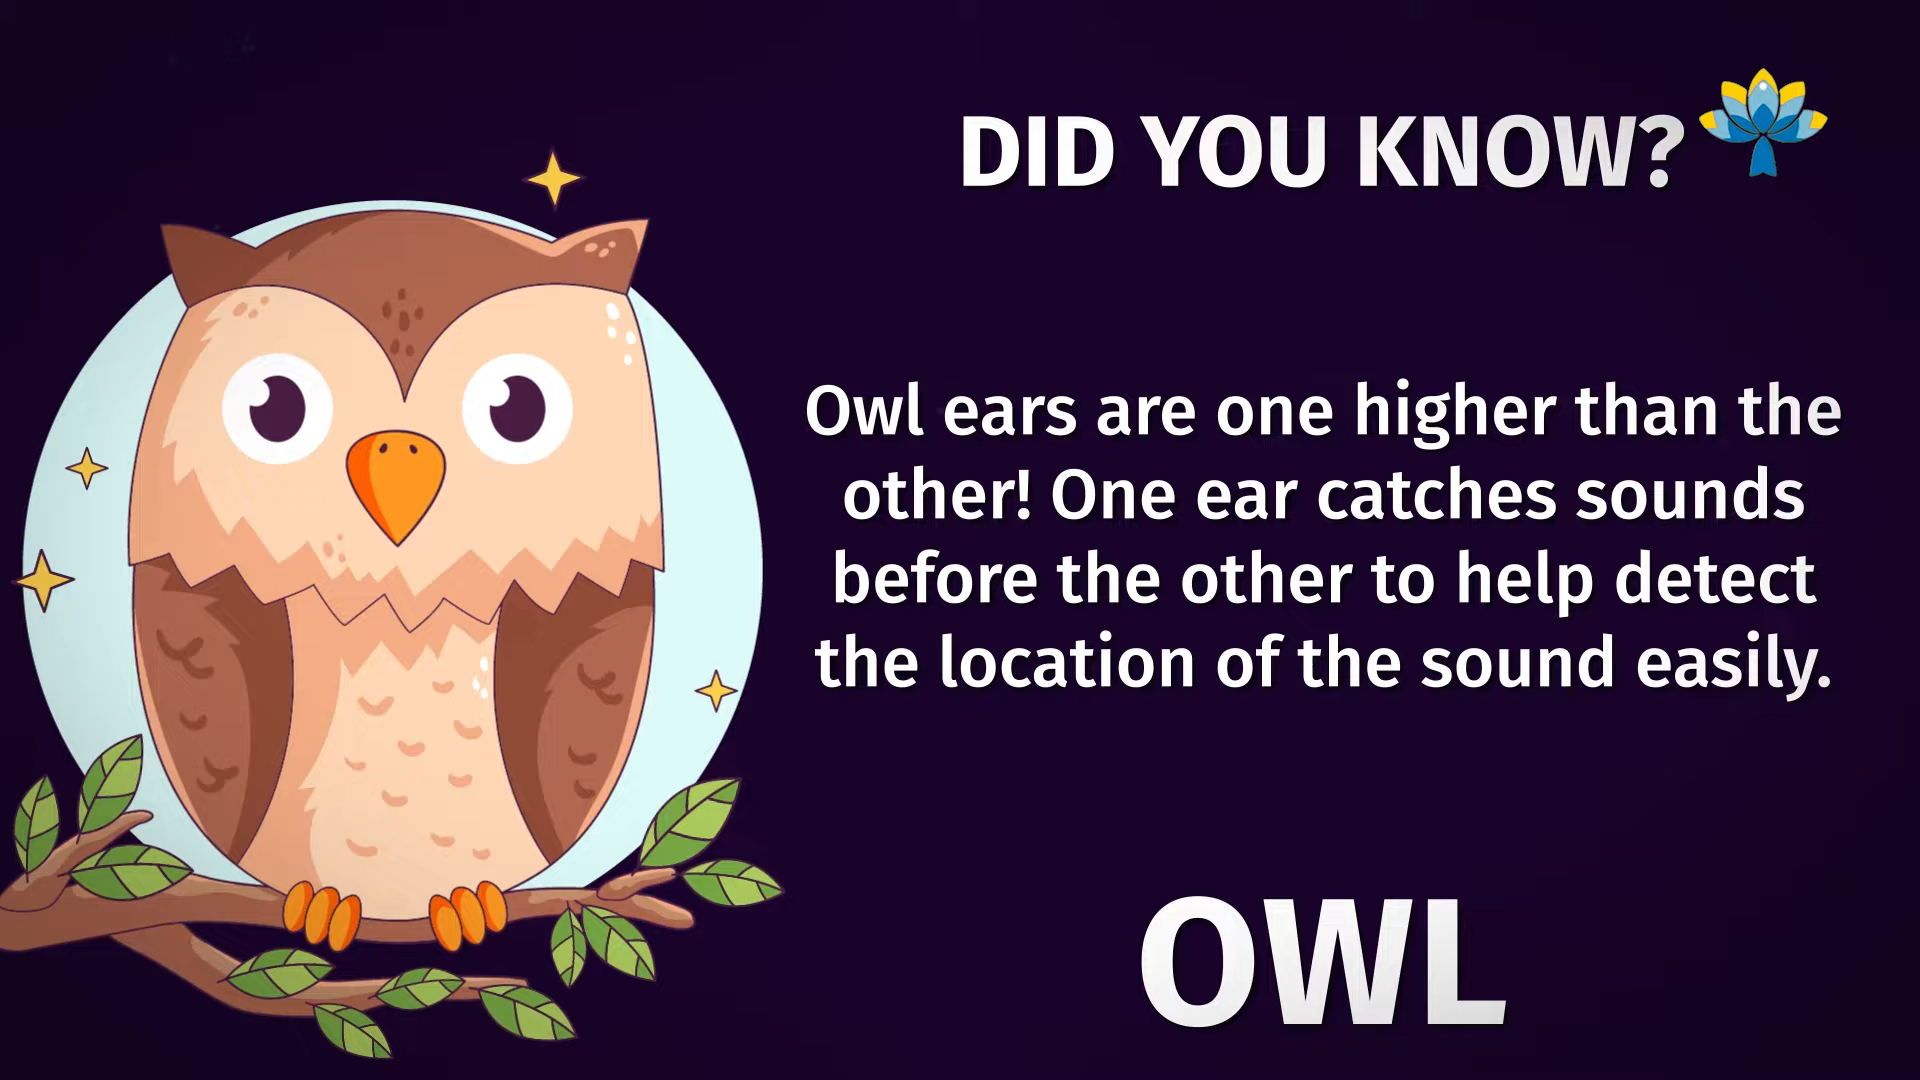 DID YOU KNOW?
Owl ears are one higher than the
other! One ear catches sounds
before the other to help detect
the location of the sound easily.
OWL